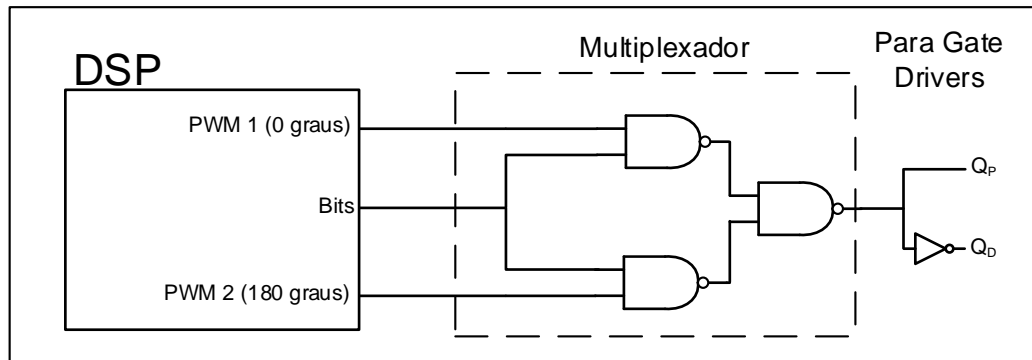 DSP
PWM 1 (0 graus)
Bits
PWM 2 (180 graus)
Multiplexador
Para Gate
Drivers
QP
QD